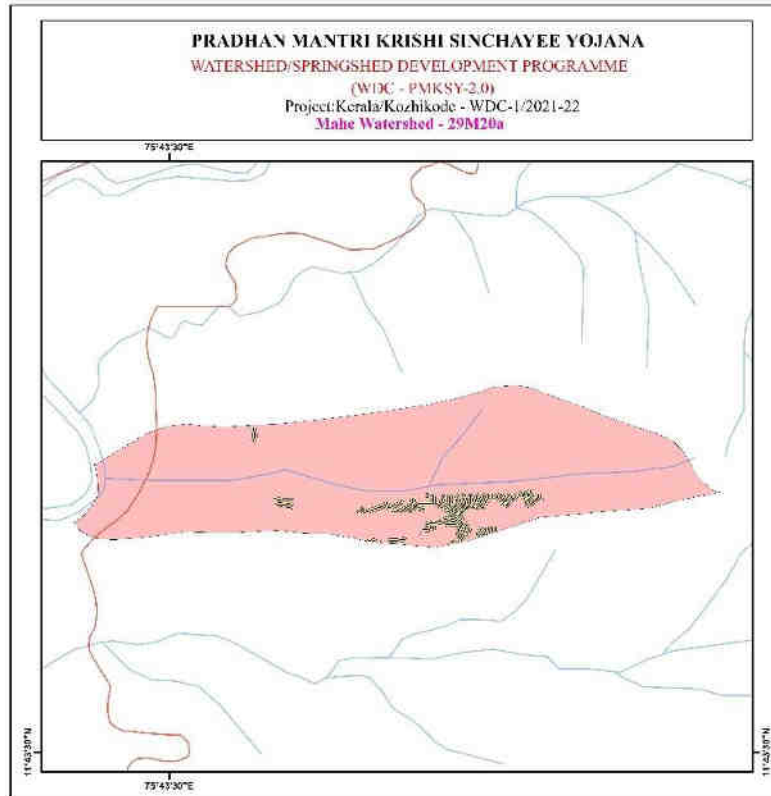 PRADHAN MANTRI KRISHI SINCHAYEE YOJANA
WATERSHED/SPRINGSHED DEVELOPMENT PROGRAMME
(WDC - PMKSY-2.0)
Project:Kerala/Kozhikode - WDC-1/2021-22
Mahe Watershed - 29M20a
75°43'30"E
11°43'30"N
11°43'30"N
75°43'30"E